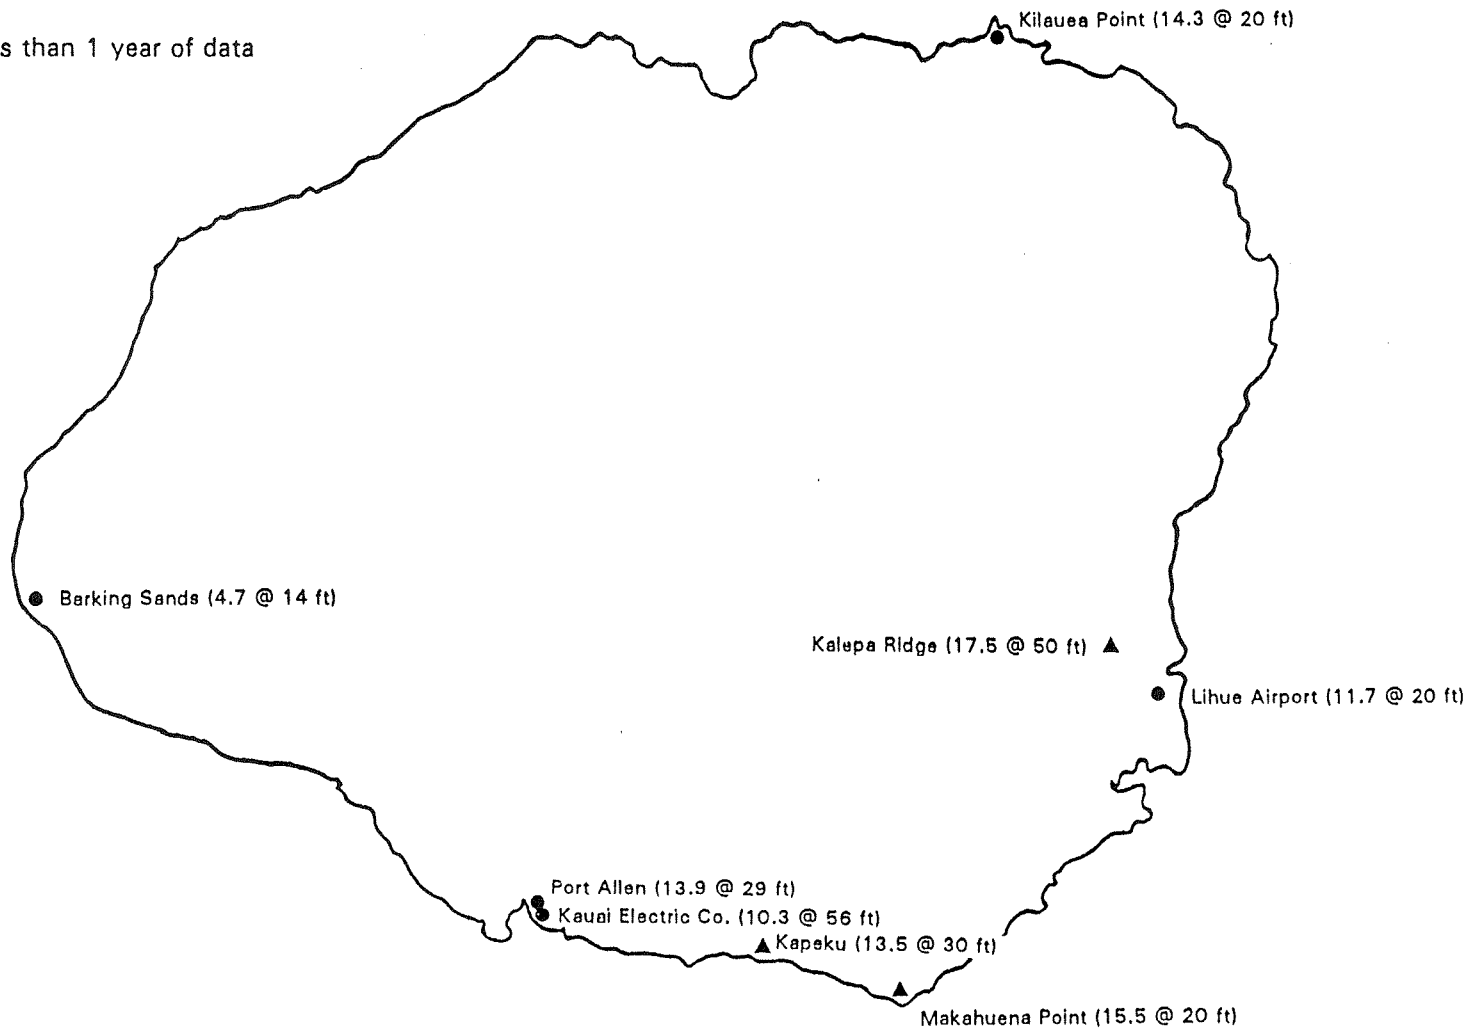 Kilauea Point (14.3 @ 20 ft)
s than 1 year of data
Barking Sands (4.7 @ 14 ft)
Kalepa Ridge (17.5 @ 50 ft)
Lihue Airport (11.7 @ 20 ft)
Port Allen (13.9 @ 29 ft)
Kauai Electric Co. (10.3 @ 56 ft)
Kapeku (13.5 @ 30 ft)
Makahuena Point (15.5 @ 20 ft)